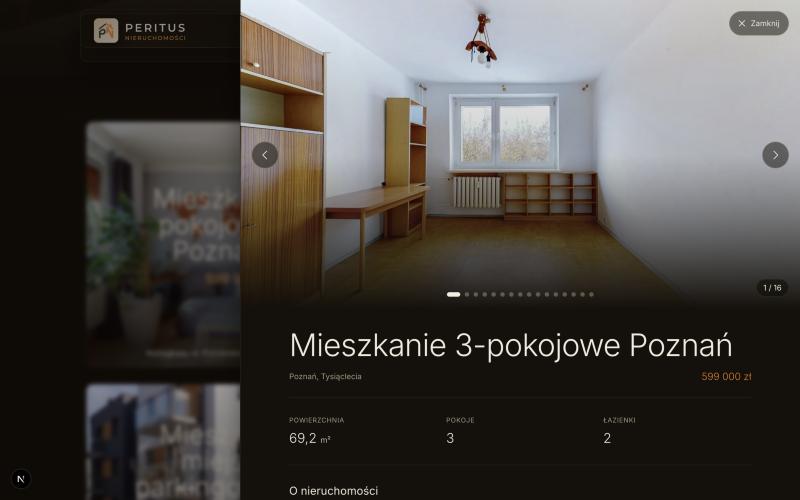 PERITUS
NIERUCHOMOŚCI
Zamknij
1 / 16
Mieszkanie 3-pokojowe Poznań
Poznań, Tysiąclecia
599 000 zł
POWIERZCHNIA
POKOJE
ŁAZIENKI
69,2 m²
3
2
O nieruchomości
N